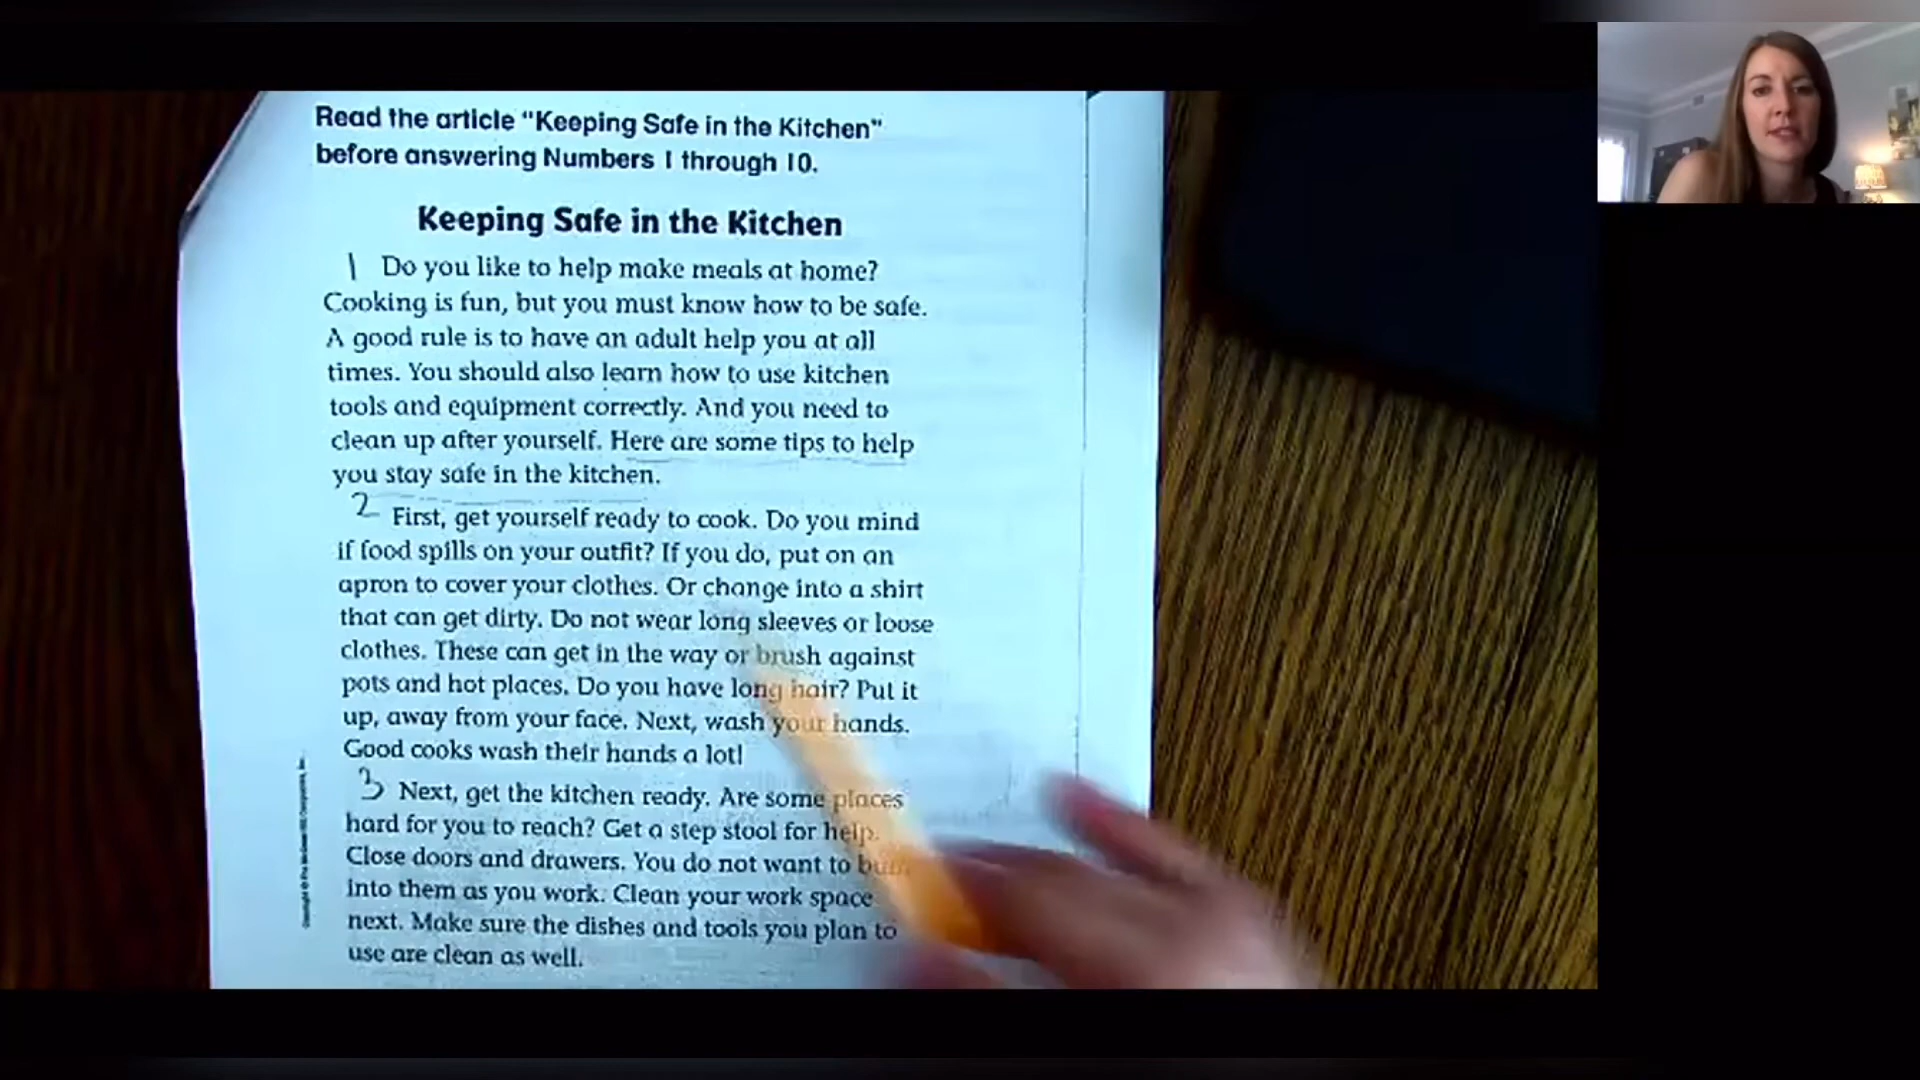 Read the article "Keeping Safe in the Kitchen"
before answering Numbers 1 through 10.
Keeping Safe in the Kitchen
1 Do you like to help make meals at home?
Cooking is fun, but you must know how to be safe.
A good rule is to have an adult help you at all
times. You should also learn how to use kitchen
tools and equipment correctly. And you need to
clean up after yourself. Here are some tips to help
you stay safe in the kitchen.
2 First, get yourself ready to cook. Do you mind
if food spills on your outfit? If you do, put on an
apron to cover your clothes. Or change into a shirt
that can get dirty. Do not wear long sleeves or loose
clothes. These can get in the way or brush against
pots and hot places. Do you have long hair? Put it
up, away from your face. Next, wash your hands.
Good cooks wash their hands a lot!
3 Next, get the kitchen ready. Are some places
hard for you to reach? Get a step stool for help.
Close doors and drawers. You do not want to
into them as you work. Clean your work space
next. Make sure the dishes and tools you plan to
use are clean as well.